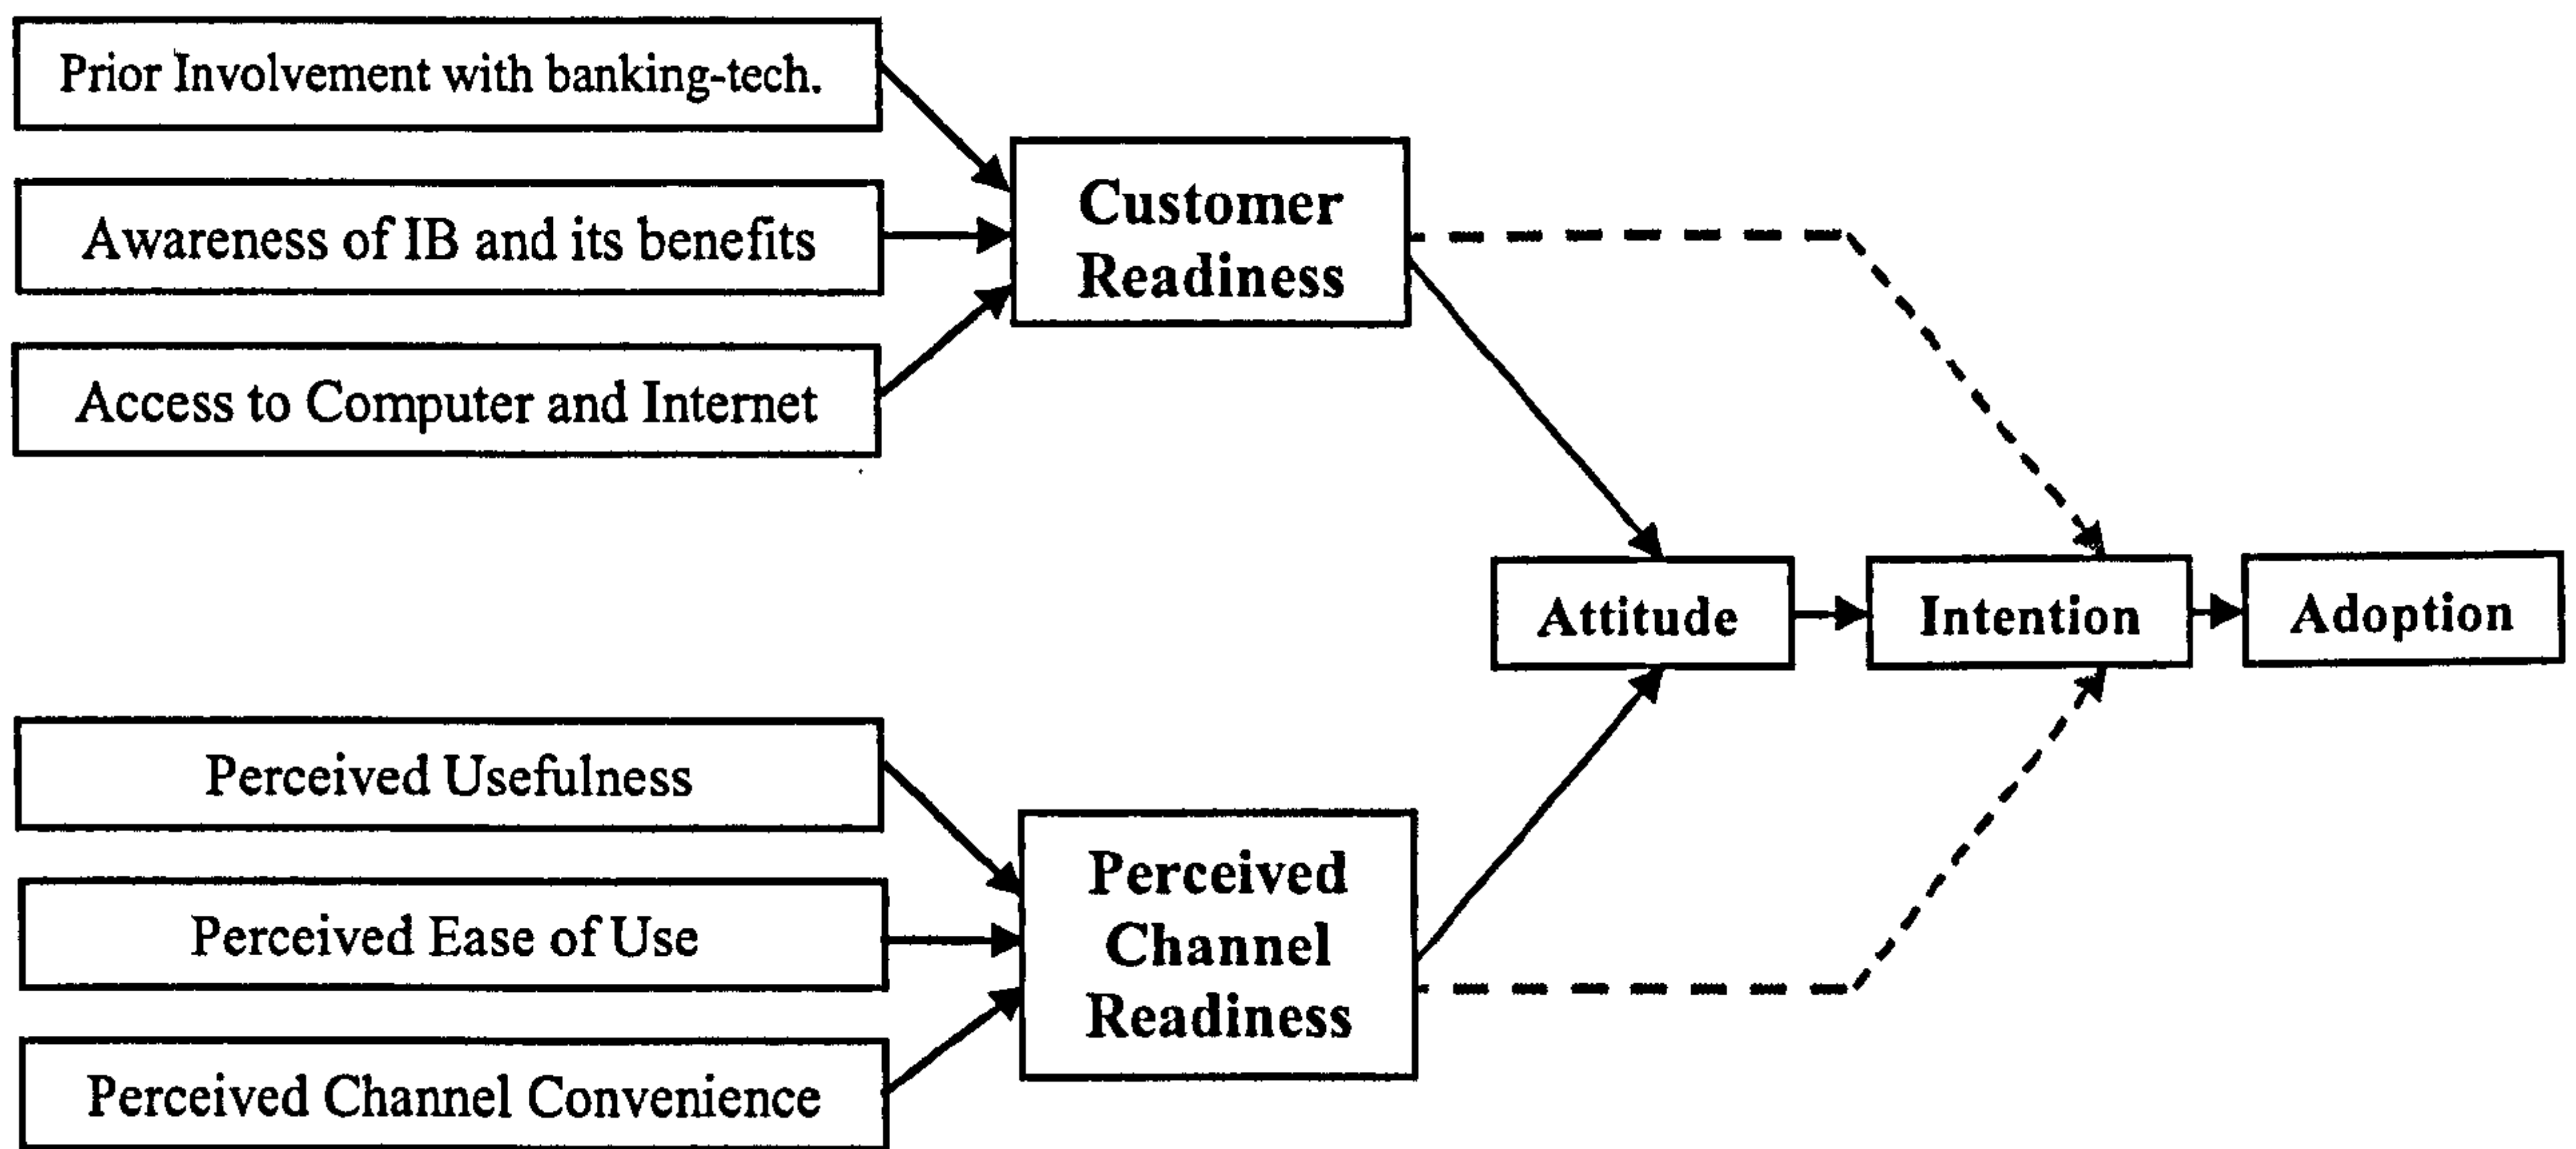 Prior Involvement with banking-tech.
Awareness of IB and its benefits
Access to Computer and Internet
Customer
Readiness
Attitude
Intention
Adoption
Perceived Usefulness
Perceived Ease of Use
Perceived Channel Convenience
Perceived
Channel
Readiness